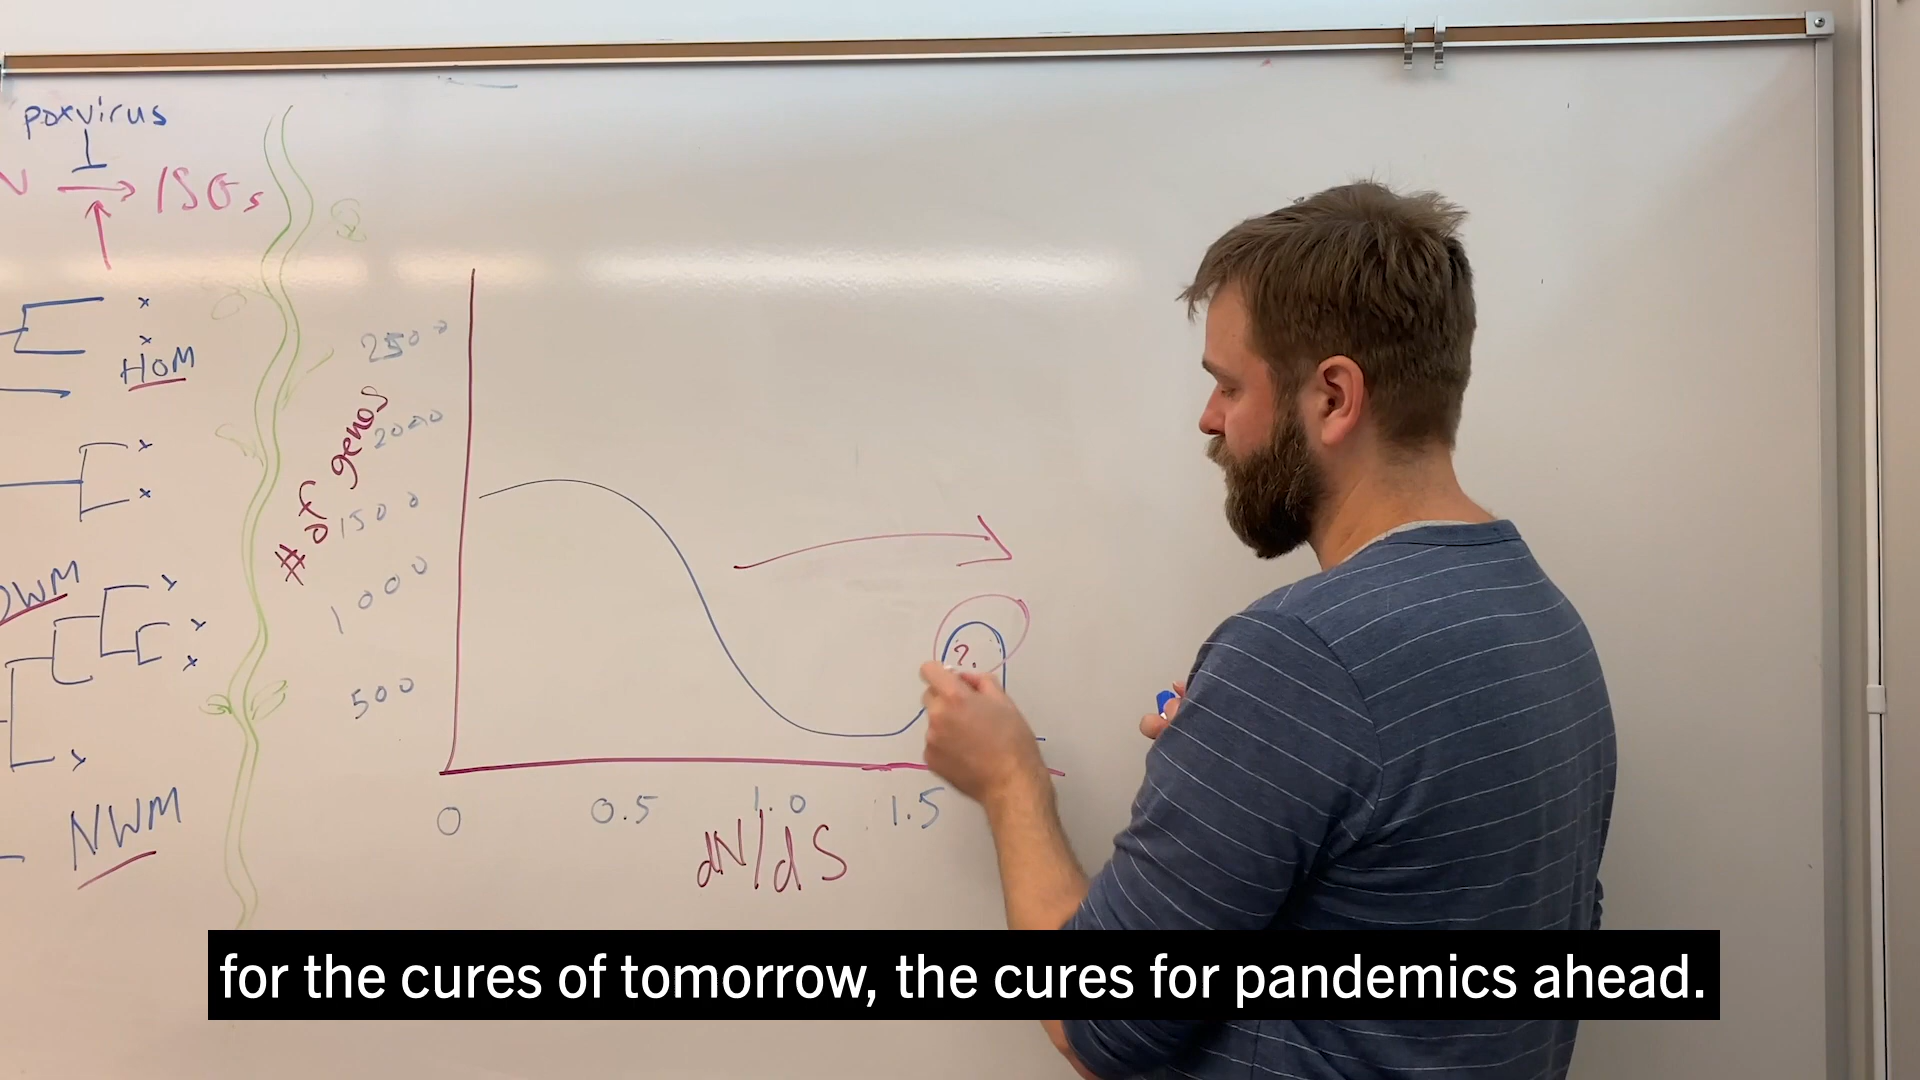 poxvirus
ISGs
HOM
OWM
NWM
# of genes
2500
2000
1500
1000
500
?
0 0.5 1.0 1.5
dN/dS
for the cures of tomorrow, the cures for pandemics ahead.